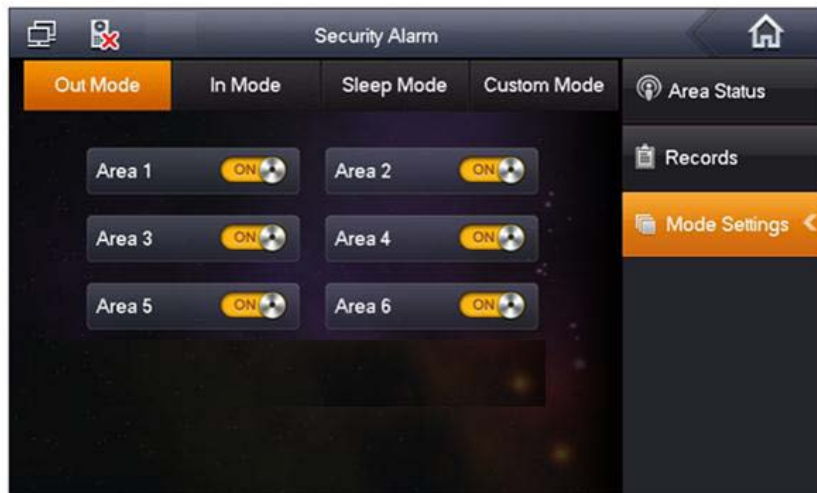 Security Alarm
Out Mode In Mode Sleep Mode Custom Mode
Area Status
Area 1 ON Area 2 ON
Records
Area 3 ON Area 4 ON
Mode Settings
Area 5 ON Area 6 ON